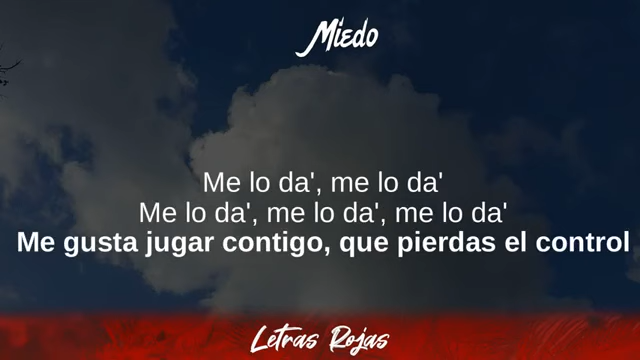 Miedo
Me lo da', me lo da'
Me lo da', me lo da', me lo da'
Me gusta jugar contigo, que pierdas el control
Letras Rojas